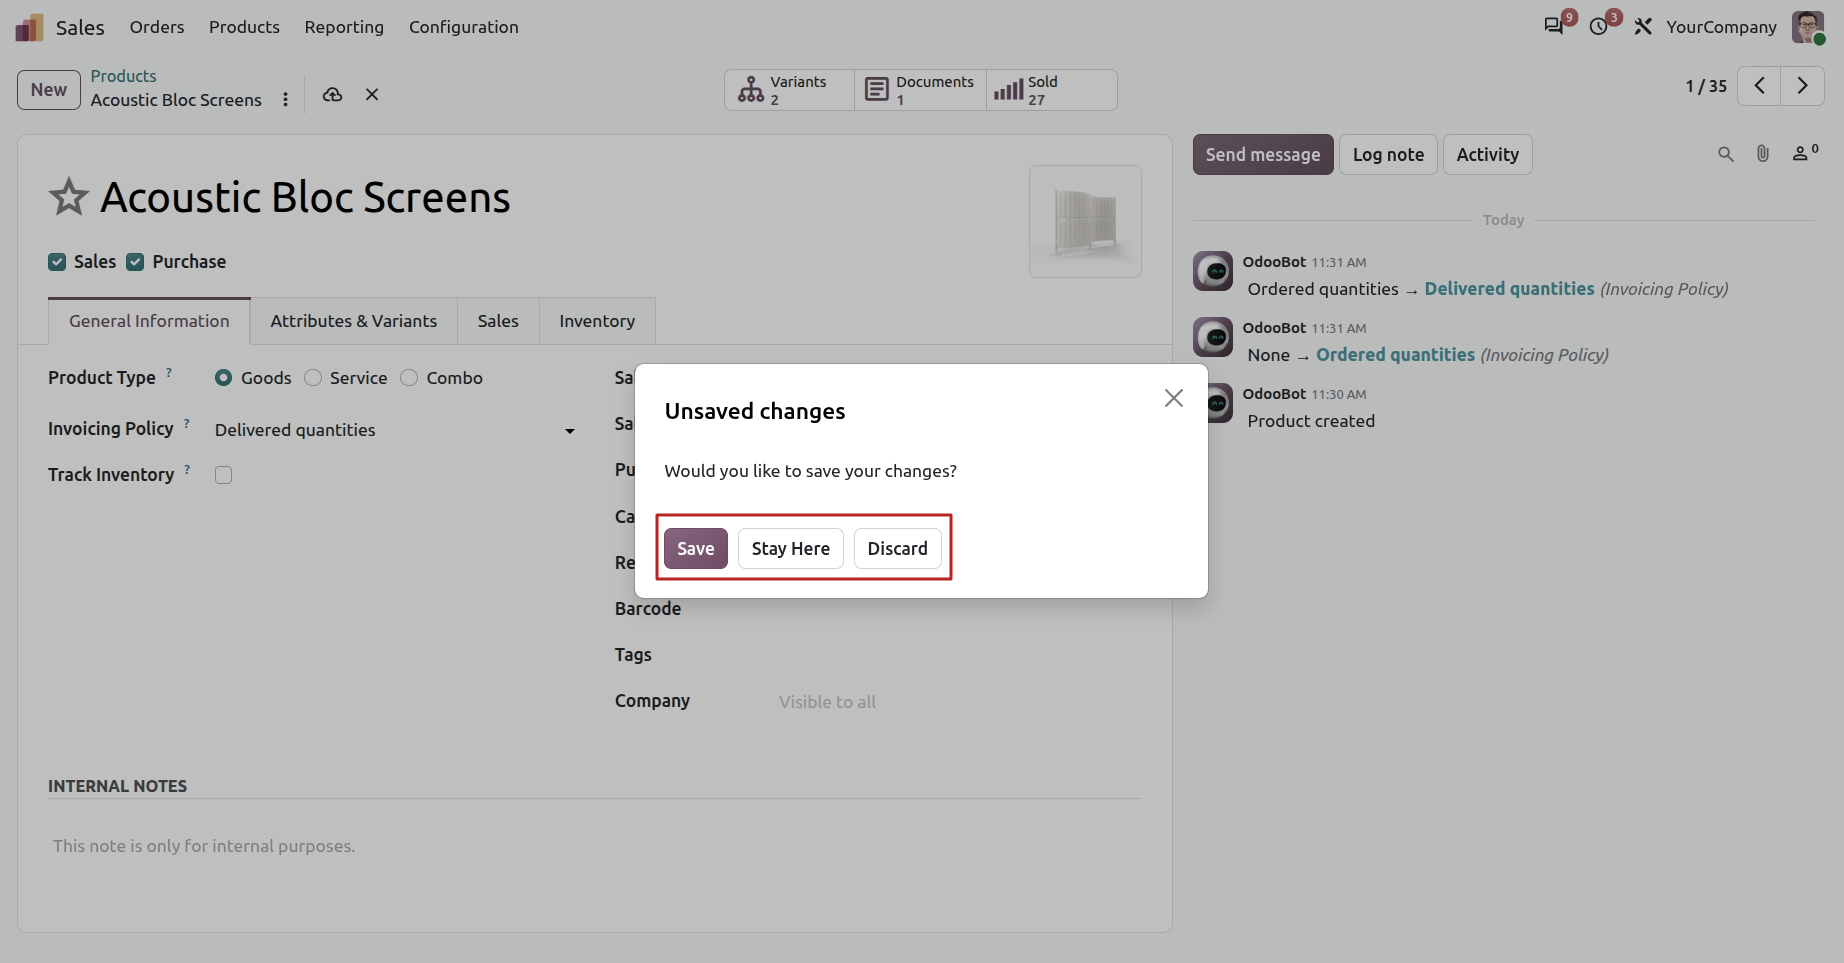 Sales Orders Products Reporting Configuration 9 3 YourCompany
New Products
Acoustic Bloc Screens
Variants
2
Documents
1
Sold
27
1 / 35
Acoustic Bloc Screens
Sales Purchase
General Information Attributes & Variants Sales Inventory
Product Type ? Goods Service Combo
Invoicing Policy ? Delivered quantities
Track Inventory ?
Sa
Sa
Pu
Ca
Re
Barcode
Tags
Company Visible to all
INTERNAL NOTES
This note is only for internal purposes.
Unsaved changes
Would you like to save your changes?
Save Stay Here Discard
Send message Log note Activity 0
Today
OdooBot 11:31 AM
Ordered quantities → Delivered quantities (Invoicing Policy)
OdooBot 11:31 AM
None → Ordered quantities (Invoicing Policy)
OdooBot 11:30 AM
Product created